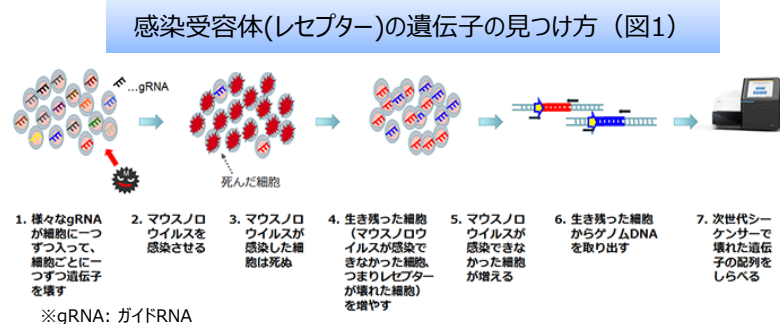 感染受容体(レセプター)の遺伝子の見つけ方（図1）
…gRNA
死んだ細胞
1. 様々なgRNA
が細胞に一つ
ずつ入って、
細胞ごとに一
つずつ遺伝子
を壊す
2. マウスノロ
ウイルスを
感染させる
3. マウスノロ
ウイルスが
感染した細
胞は死ぬ
4. 生き残った細胞
（マウスノロウ
イルスが感染で
きなかった細胞、
つまりレセプター
が壊れた細胞）
を増やす
5. マウスノロ
ウイルスが
感染できな
かった細胞
が増える
6. 生き残った細胞
からゲノムDNA
を取り出す
7. 次世代シー
ケンサーで
壊れた遺伝
子の配列を
しらべる
※gRNA: ガイドRNA